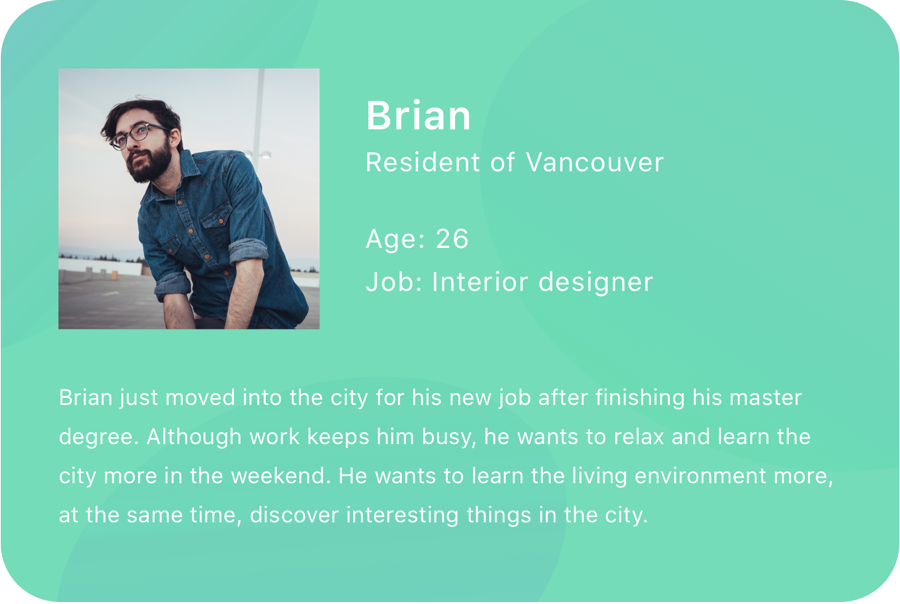 Brian
Resident of Vancouver
Age: 26
Job: Interior designer
Brian just moved into the city for his new job after finishing his master
degree. Although work keeps him busy, he wants to relax and learn the
city more in the weekend. He wants to learn the living environment more,
at the same time, discover interesting things in the city.